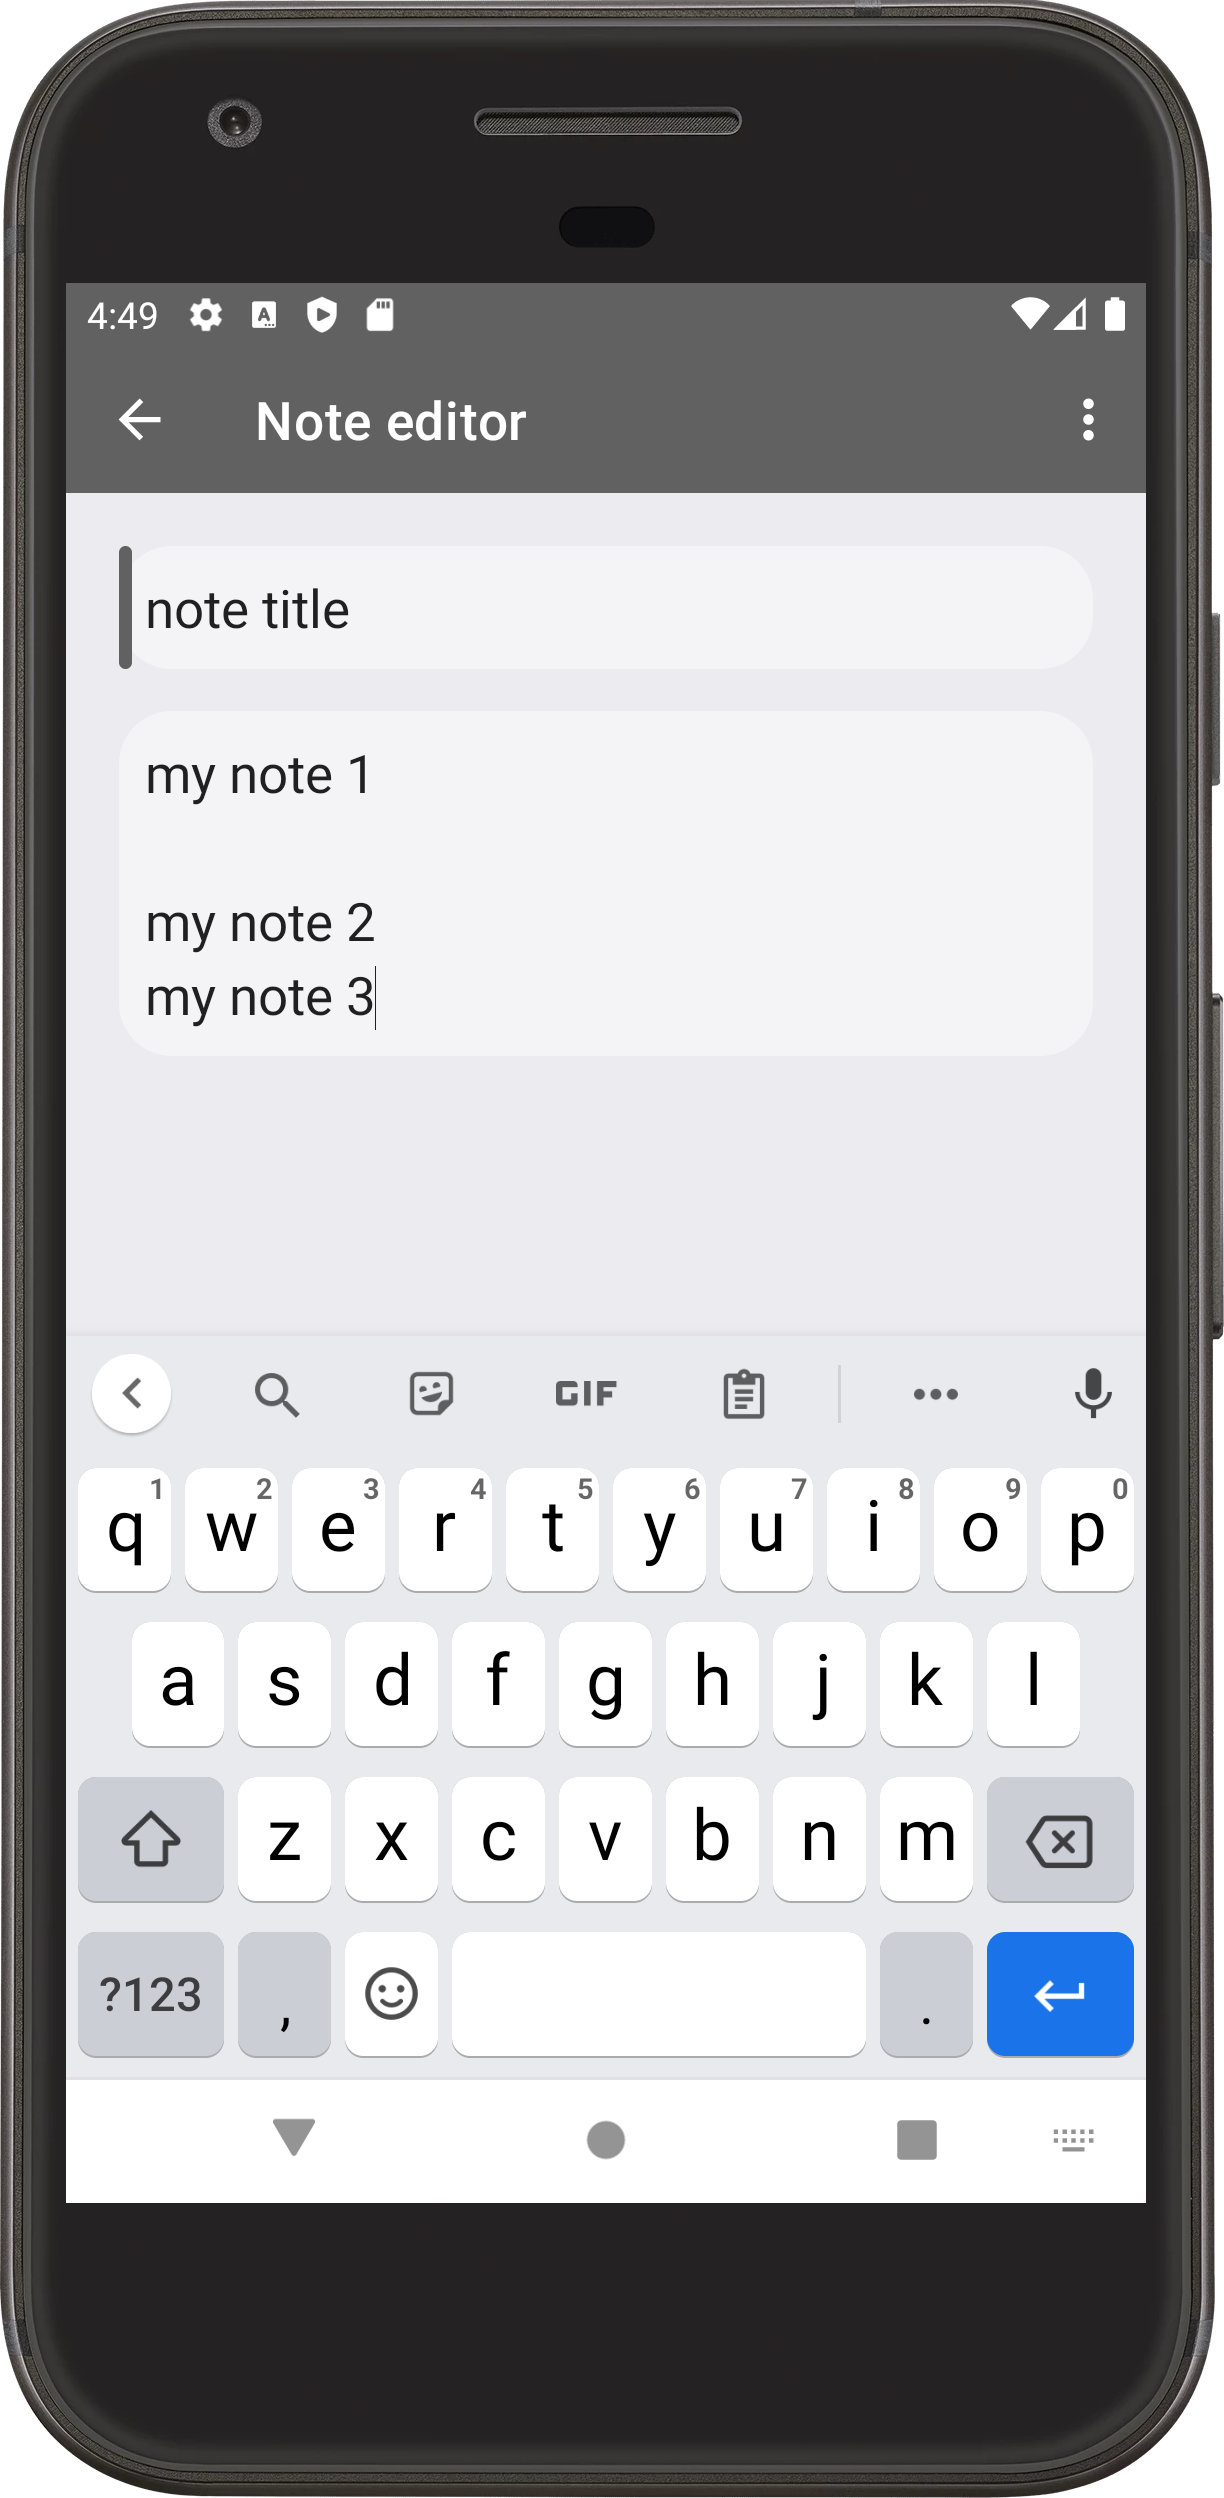 4:49
Note editor
note title
my note 1
my note 2
my note 3
GIF
1 2 3 4 5 6 7 8 9 0
q w e r t y u i o p
a s d f g h j k l
z x c v b n m
?123 , .